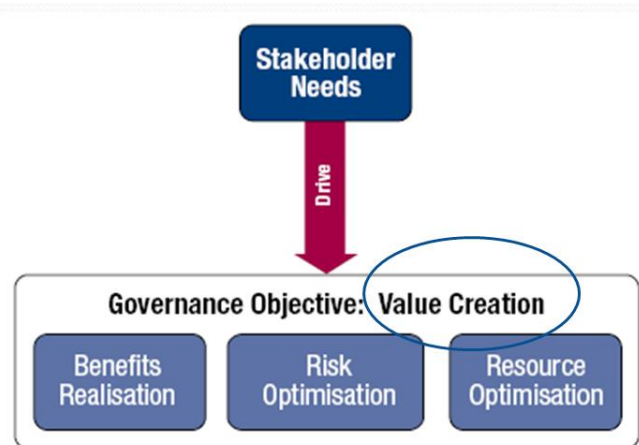 Stakeholder
Needs
Drive
Governance Objective: Value Creation
Benefits
Realisation
Risk
Optimisation
Resource
Optimisation